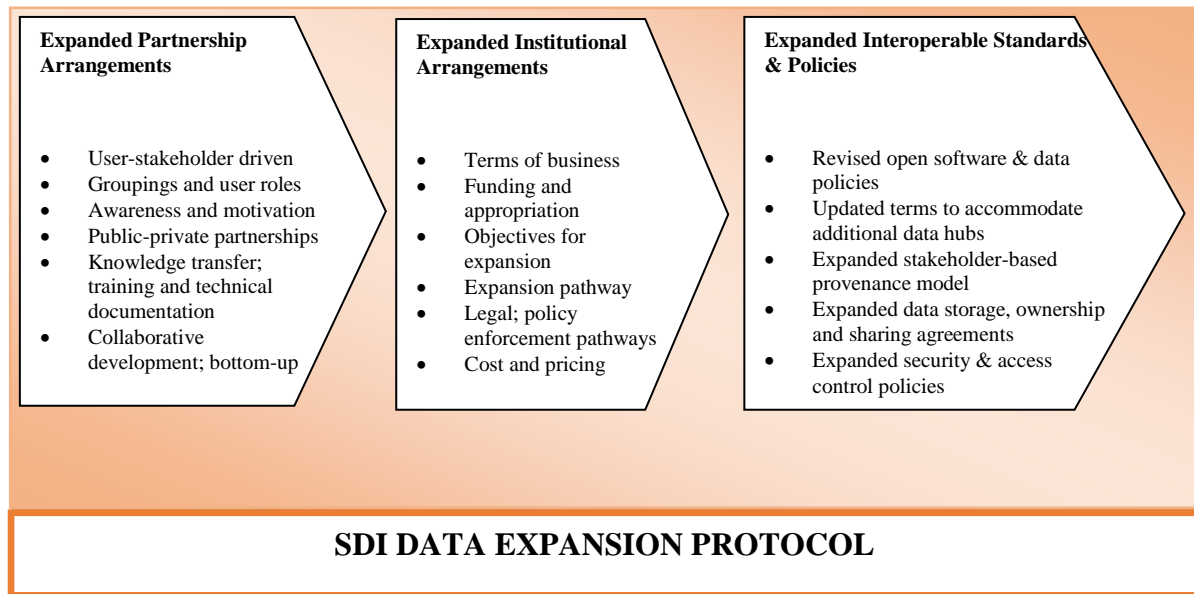 Expanded Partnership
Arrangements
• User-stakeholder driven
• Groupings and user roles
• Awareness and motivation
• Public-private partnerships
• Knowledge transfer;
training and technical
documentation
• Collaborative
development; bottom-up
Expanded Institutional
Arrangements
• Terms of business
• Funding and
appropriation
• Objectives for
expansion
• Expansion pathway
• Legal; policy
enforcement pathways
• Cost and pricing
Expanded Interoperable Standards
& Policies
• Revised open software & data
policies
• Updated terms to accommodate
additional data hubs
• Expanded stakeholder-based
provenance model
• Expanded data storage, ownership
and sharing agreements
• Expanded security & access
control policies
SDI DATA EXPANSION PROTOCOL